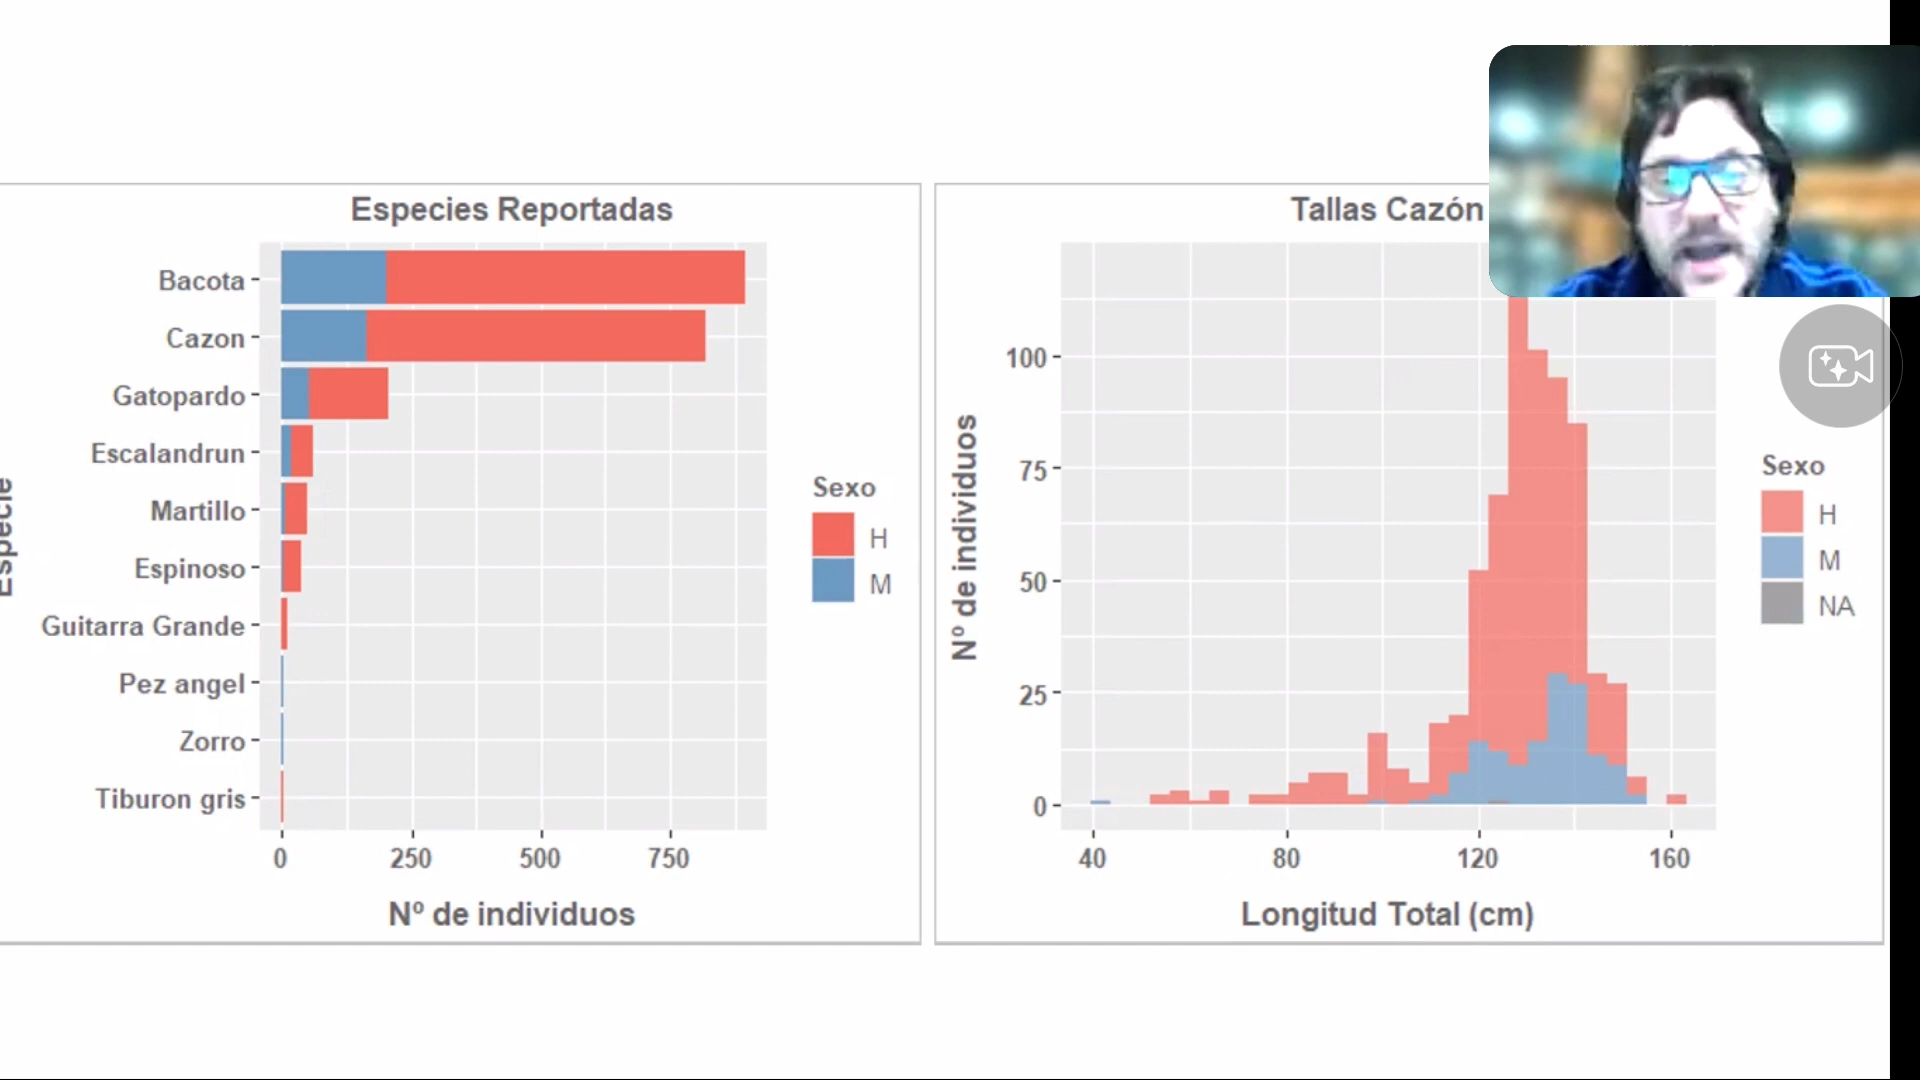 Especies Reportadas
Especie
Bacota
Cazon
Gatopardo
Escalandrun
Martillo
Espinoso
Guitarra Grande
Pez angel
Zorro
Tiburon gris
0 250 500 750
Nº de individuos
Sexo
H
M
Tallas Cazón
Nº de individuos
100
75
50
25
0
40 80 120 160
Longitud Total (cm)
Sexo
H
M
NA